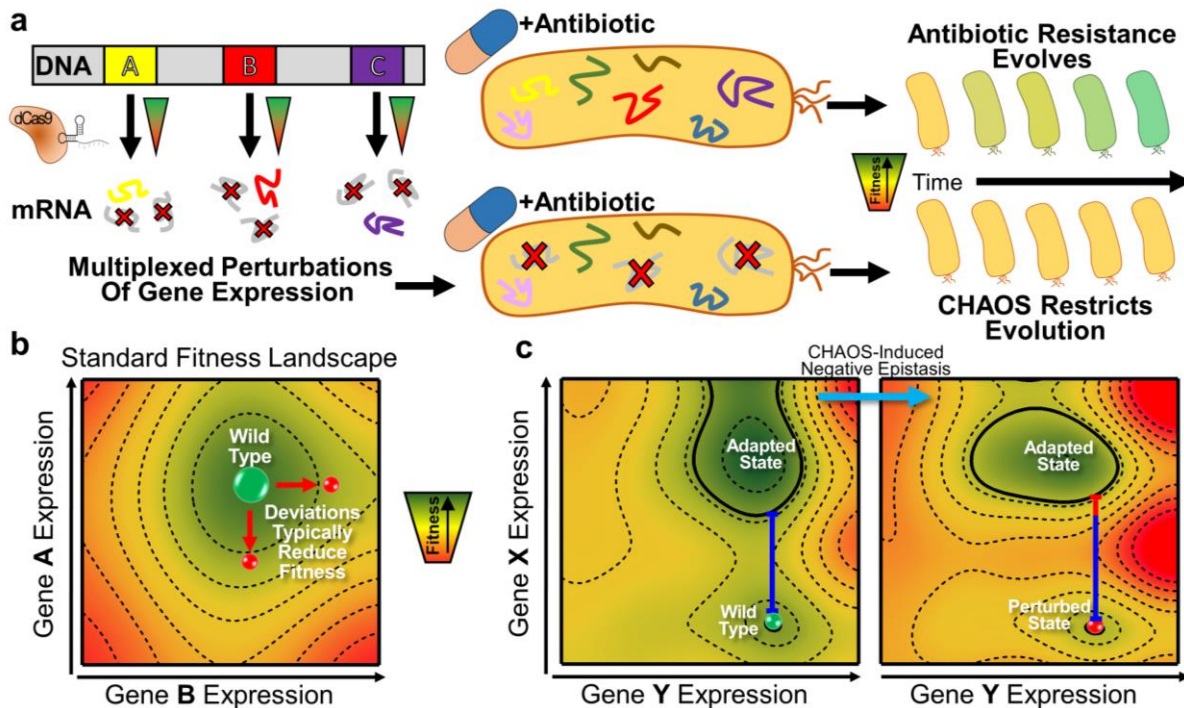 a
DNA
A
B
C
dCas9
mRNA
Multiplexed Perturbations
Of Gene Expression
+Antibiotic
+Antibiotic
Antibiotic Resistance
Evolves
Fitness
Time
CHAOS Restricts
Evolution
b
Standard Fitness Landscape
Gene A Expression
Wild
Type
Deviations
Typically
Reduce
Fitness
Gene B Expression
Fitness
c
CHAOS-Induced
Negative Epistasis
Gene X Expression
Adapted
State
Wild
Type
Gene Y Expression
Adapted
State
Perturbed
State
Gene Y Expression